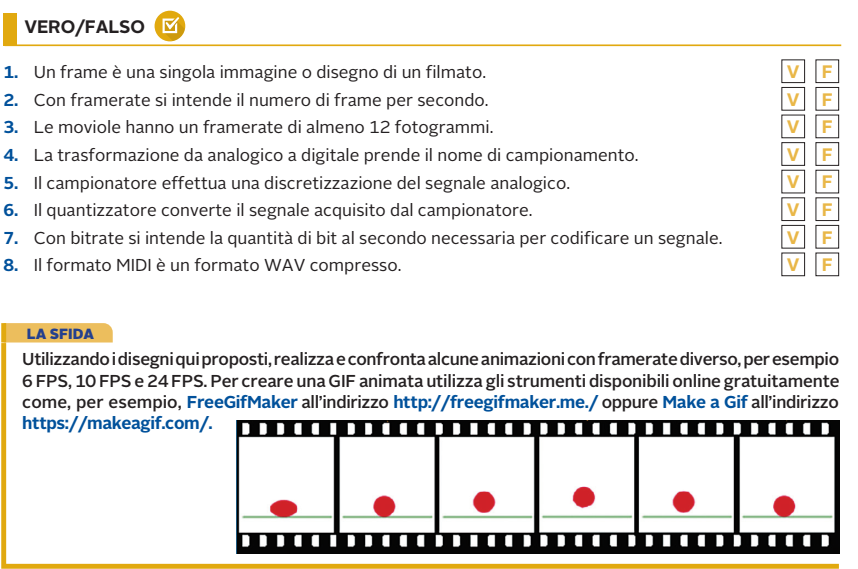 VERO/FALSO
1. Un frame è una singola immagine o disegno di un filmato. V F
2. Con framerate si intende il numero di frame per secondo. V F
3. Le moviole hanno un framerate di almeno 12 fotogrammi. V F
4. La trasformazione da analogico a digitale prende il nome di campionamento. V F
5. Il campionatore effettua una discretizzazione del segnale analogico. V F
6. Il quantizzatore converte il segnale acquisito dal campionatore. V F
7. Con bitrate si intende la quantità di bit al secondo necessaria per codificare un segnale. V F
8. Il formato MIDI è un formato WAV compresso. V F
LA SFIDA
Utilizzando i disegni qui proposti, realizza e confronta alcune animazioni con framerate diverso, per esempio
6 FPS, 10 FPS e 24 FPS. Per creare una GIF animata utilizza gli strumenti disponibili online gratuitamente
come, per esempio, FreeGifMaker all'indirizzo http://freegifmaker.me./ oppure Make a Gif all'indirizzo
https://makeagif.com/.